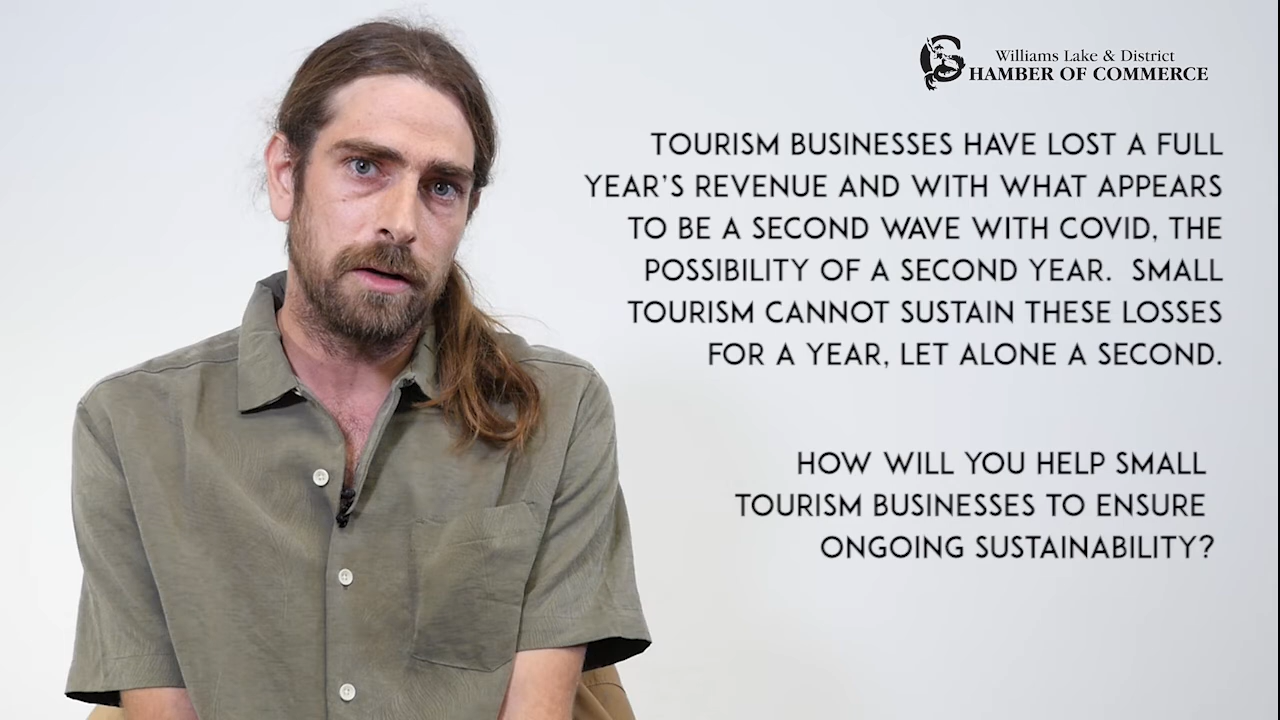 Williams Lake & District
CHAMBER OF COMMERCE
TOURISM BUSINESSES HAVE LOST A FULL
YEAR'S REVENUE AND WITH WHAT APPEARS
TO BE A SECOND WAVE WITH COVID, THE
POSSIBILITY OF A SECOND YEAR. SMALL
TOURISM CANNOT SUSTAIN THESE LOSSES
FOR A YEAR, LET ALONE A SECOND.
HOW WILL YOU HELP SMALL
TOURISM BUSINESSES TO ENSURE
ONGOING SUSTAINABILITY?